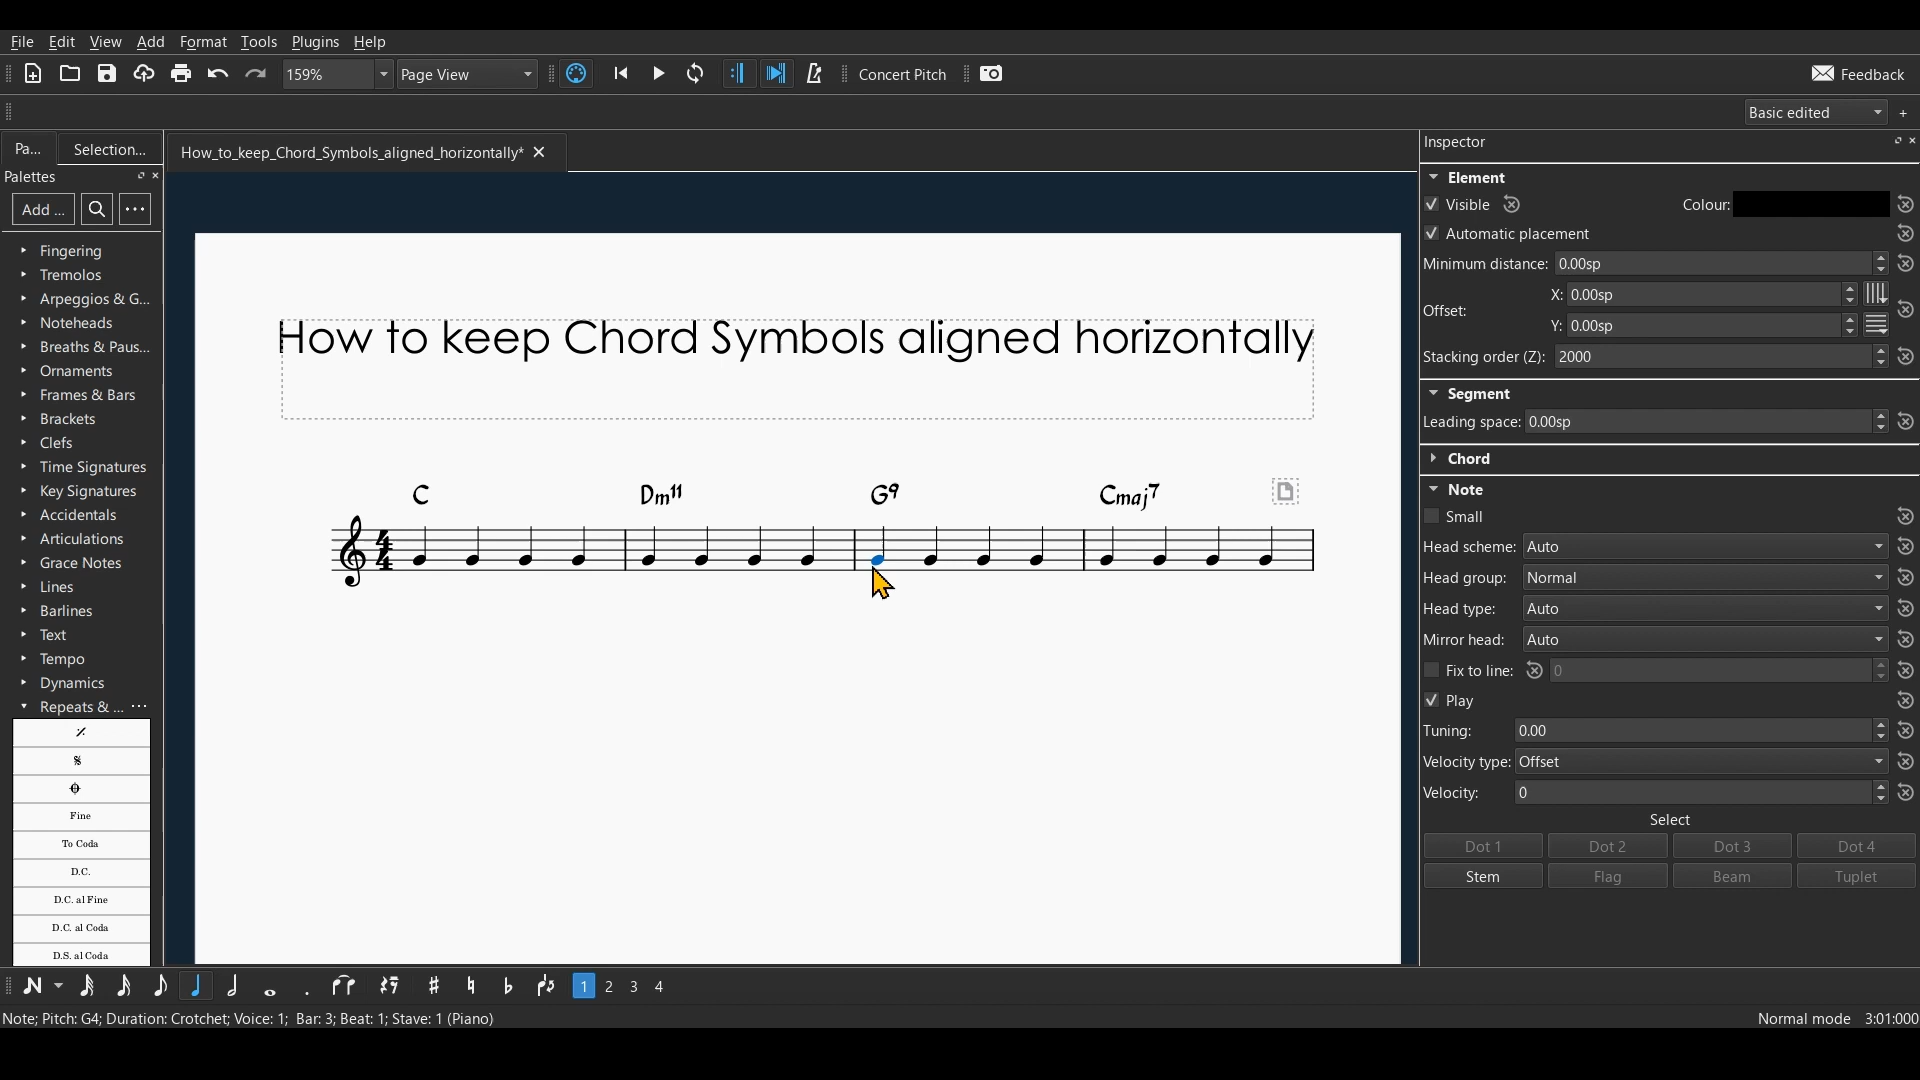 File Edit View Add Format Tools Plugins Help
159% Page View Concert Pitch Feedback
Basic edited +
Pa... Selection... How_to_keep_Chord_Symbols_aligned_horizontally*
Palettes
Add ...
Fingering
Tremolos
Arpeggios & G...
Noteheads
Breaths & Paus...
Ornaments
Frames & Bars
Brackets
Clefs
Time Signatures
Key Signatures
Accidentals
Articulations
Grace Notes
Lines
Barlines
Text
Tempo
Dynamics
Repeats & ...
Fine
To Coda
D.C.
D.C. al Fine
D.C. al Coda
D.S. al Coda
How to keep Chord Symbols aligned horizontally
C Dm11 G9 Cmaj7
4
4
Inspector
Element
Visible Colour:
Automatic placement
Minimum distance: 0.00sp
Offset: X: 0.00sp
Y: 0.00sp
Stacking order (Z): 2000
Segment
Leading space: 0.00sp
Chord
Note
Small
Head scheme: Auto
Head group: Normal
Head type: Auto
Mirror head: Auto
Fix to line: 0
Play
Tuning: 0.00
Velocity type: Offset
Velocity: 0
Select
Dot 1 Dot 2 Dot 3 Dot 4
Stem Flag Beam Tuplet
1 2 3 4
Note; Pitch: G4; Duration: Crotchet; Voice: 1; Bar: 3; Beat: 1; Stave: 1 (Piano) Normal mode 3:01:000